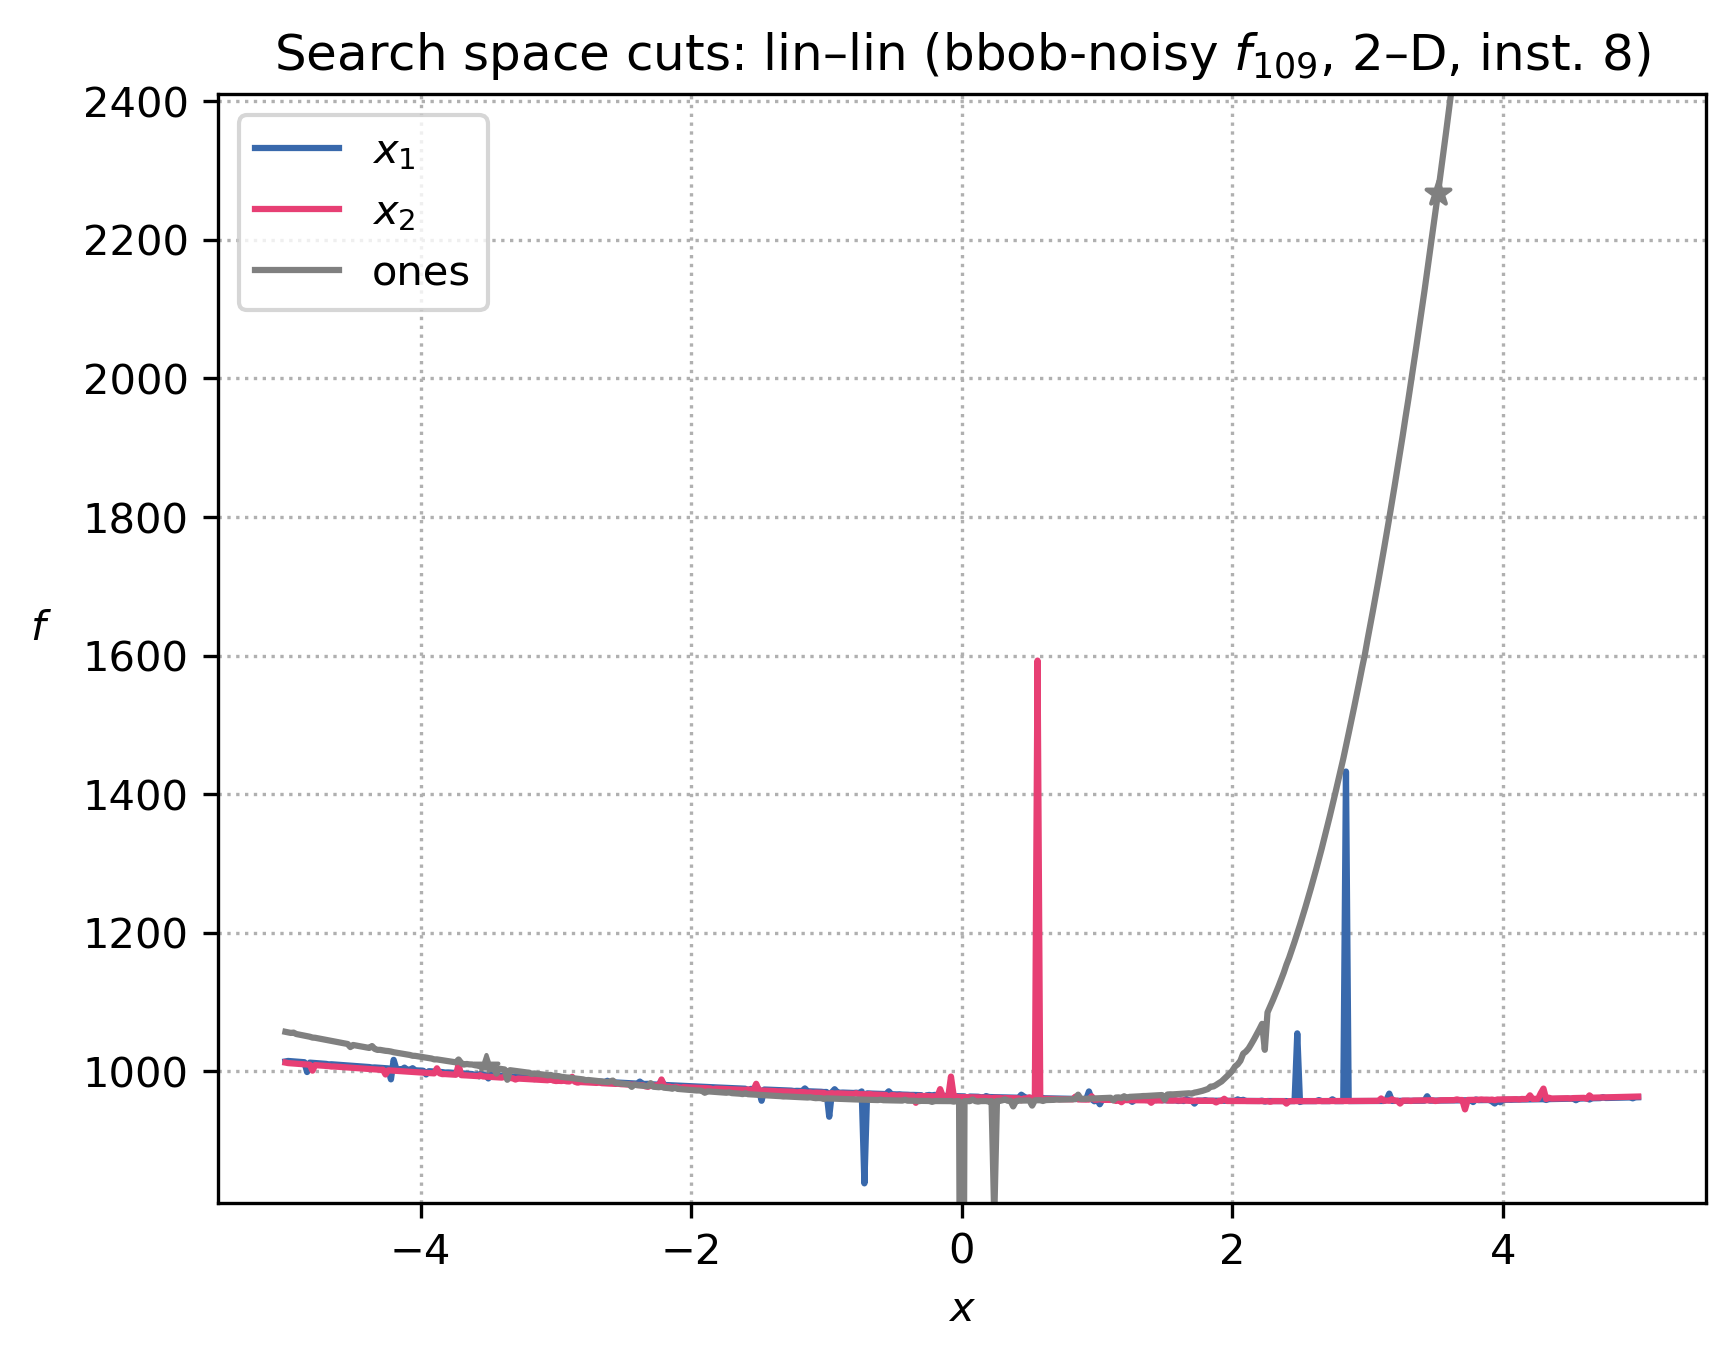 Search space cuts: lin–lin (bbob-noisy f₁₀₉, 2–D, inst. 8)
x₁
x₂
ones
2400
2200
2000
1800
1600
1400
1200
1000
f
−4
−2
0
2
4
x